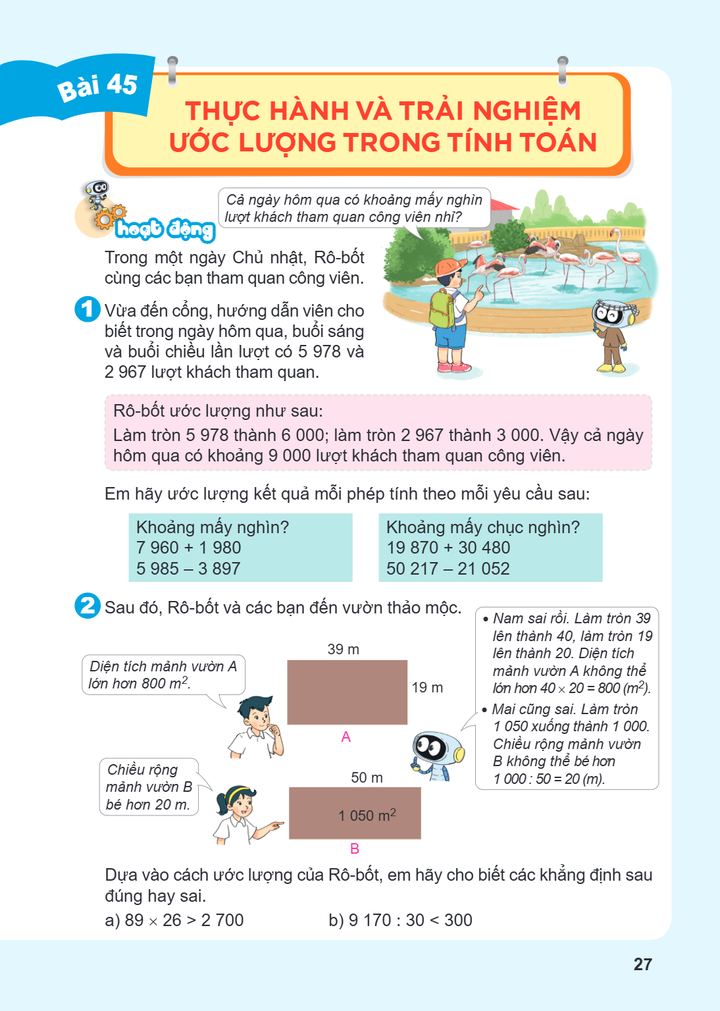 Bài 45
THỰC HÀNH VÀ TRẢI NGHIỆM
ƯỚC LƯỢNG TRONG TÍNH TOÁN
hoạt động
Cả ngày hôm qua có khoảng mấy nghìn
lượt khách tham quan công viên nhỉ?
Trong một ngày Chủ nhật, Rô-bốt
cùng các bạn tham quan công viên.
1 Vừa đến cổng, hướng dẫn viên cho
biết trong ngày hôm qua, buổi sáng
và buổi chiều lần lượt có 5 978 và
2 967 lượt khách tham quan.
Rô-bốt ước lượng như sau:
Làm tròn 5 978 thành 6 000; làm tròn 2 967 thành 3 000. Vậy cả ngày
hôm qua có khoảng 9 000 lượt khách tham quan công viên.
Em hãy ước lượng kết quả mỗi phép tính theo mỗi yêu cầu sau:
Khoảng mấy nghìn?
7 960 + 1 980
5 985 – 3 897
Khoảng mấy chục nghìn?
19 870 + 30 480
50 217 – 21 052
2 Sau đó, Rô-bốt và các bạn đến vườn thảo mộc.
Diện tích mảnh vườn A
lớn hơn 800 m².
39 m
19 m
A
• Nam sai rồi. Làm tròn 39
lên thành 40, làm tròn 19
lên thành 20. Diện tích
mảnh vườn A không thể
lớn hơn 40 × 20 = 800 (m²).
• Mai cũng sai. Làm tròn
1 050 xuống thành 1 000.
Chiều rộng mảnh vườn
B không thể bé hơn
1 000 : 50 = 20 (m).
Chiều rộng
mảnh vườn B
bé hơn 20 m.
50 m
1 050 m²
B
Dựa vào cách ước lượng của Rô-bốt, em hãy cho biết các khẳng định sau
đúng hay sai.
a) 89 × 26 > 2 700
b) 9 170 : 30 < 300
27